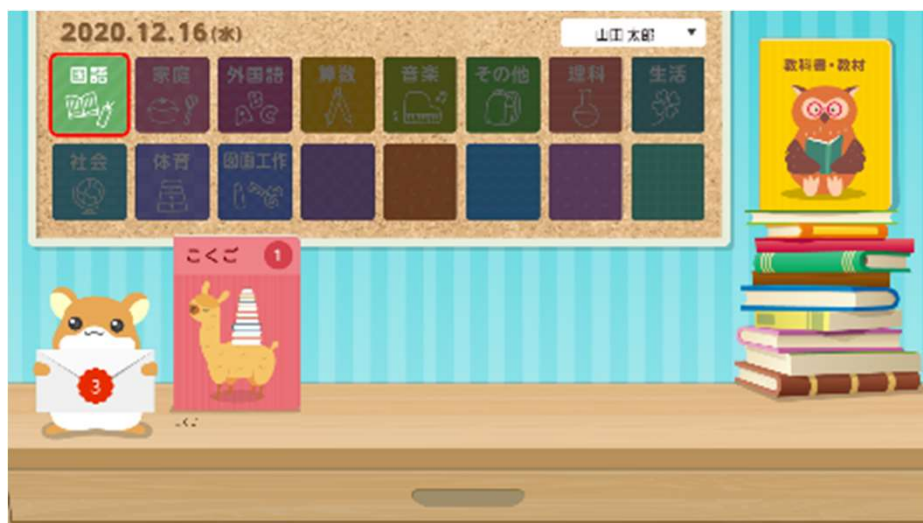 2020.12.16(水)
山田 太郎
国語
家庭
外国語
ABC
算数
音楽
その他
理科
生活
社会
体育
図画工作
教科書・教材
こくご
1
3